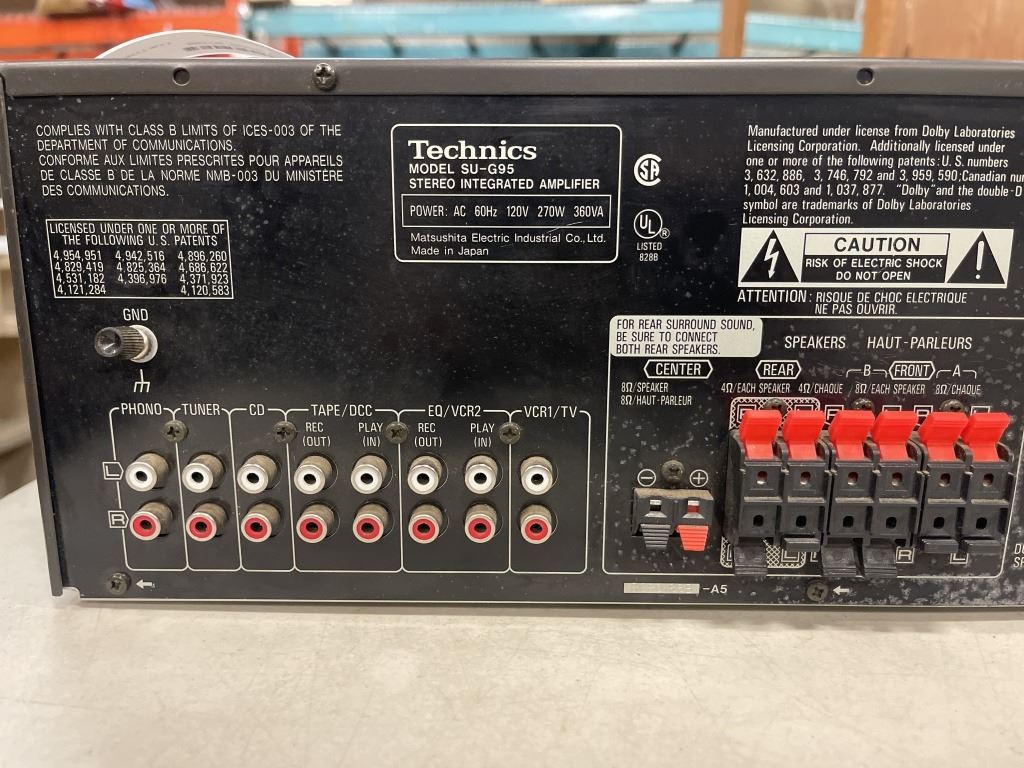 COMPLIES WITH CLASS B LIMITS OF ICES-003 OF THE
DEPARTMENT OF COMMUNICATIONS.
CONFORME AUX LIMITES PRESCRITES POUR APPAREILS
DE CLASSE B DE LA NORME NMB-003 DU MINISTÈRE
DES COMMUNICATIONS.
LICENSED UNDER ONE OR MORE OF
THE FOLLOWING U.S. PATENTS
4,954,951 4,942,516 4,896,260
4,829,419 4,825,364 4,686,622
4,531,182 4,398,976 4,371,923
4,121,284 4,120,583
Technics
MODEL SU-G95
STEREO INTEGRATED AMPLIFIER
POWER: AC 60Hz 120V 270W 360VA
Matsushita Electric Industrial Co., Ltd.
Made in Japan
UL
LISTED
828B
Manufactured under license from Dolby Laboratories
Licensing Corporation. Additionally licensed under
one or more of the following patents: U.S. numbers
3,632,886, 3,746,792 and 3,959,590; Canadian
1,004,603 and 1,037,877. "Dolby" and the double-D
symbol are trademarks of Dolby Laboratories
Licensing Corporation.
CAUTION
RISK OF ELECTRIC SHOCK
DO NOT OPEN
ATTENTION: RISQUE DE CHOC ELECTRIQUE
NE PAS OUVRIR.
GND
PHONO TUNER CD TAPE/DCC EQ/VCR2 VCR1/TV
REC PLAY REC PLAY
(OUT) (IN) (OUT) (IN)
L
R
FOR REAR SURROUND SOUND,
BE SURE TO CONNECT
BOTH REAR SPEAKERS.
SPEAKERS HAUT-PARLEURS
CENTER REAR B FRONT A
8Ω/SPEAKER 4Ω/EACH SPEAKER 4Ω/CHAQUE 8Ω/EACH SPEAKER 8Ω/CHAQUE
8Ω/HAUT-PARLEUR
− +
L R L
-A5